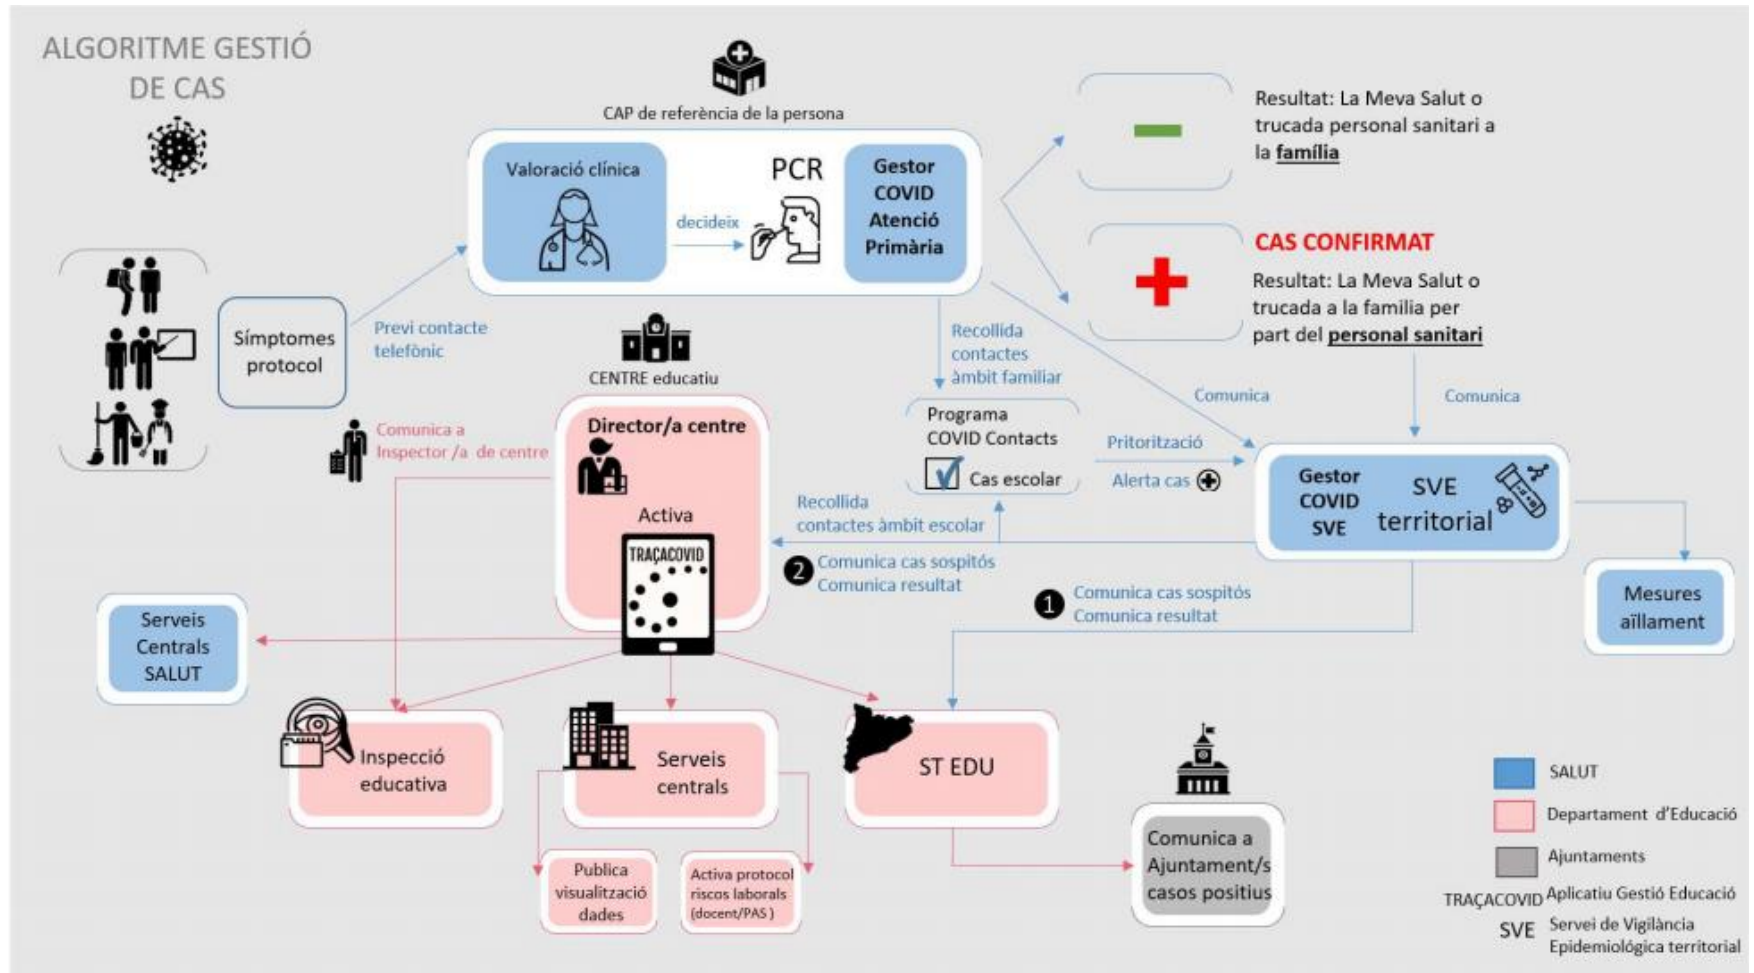 ALGORITME GESTIÓ
DE CAS
CAP de referència de la persona
Valoració clínica
decideix
PCR
Gestor
COVID
Atenció
Primària
Resultat: La Meva Salut o
trucada personal sanitari a
la família
CAS CONFIRMAT
Resultat: La Meva Salut o
trucada a la familia per
part del personal sanitari
Símptomes
protocol
Previ contacte
telefònic
CENTRE educatiu
Recollida
contactes
àmbit familiar
Comunica
Comunica
Comunica a
Inspector /a de centre
Director/a centre
Activa
TRAÇACOVID
Programa
COVID Contacts
Cas escolar
Pritorització
Alerta cas
Gestor
COVID
SVE
SVE
territorial
Recollida
contactes àmbit escolar
2 Comunica cas sospitós
Comunica resultat
1 Comunica cas sospitós
Comunica resultat
Mesures
aïllament
Serveis
Centrals
SALUT
Inspecció
educativa
Serveis
centrals
ST EDU
Publica
visualització
dades
Activa protocol
riscos laborals
(docent/PAS )
Comunica a
Ajuntament/s
casos positius
SALUT
Departament d'Educació
Ajuntaments
TRAÇACOVID Aplicatiu Gestió Educació
SVE Servei de Vigilància
Epidemiológica territorial